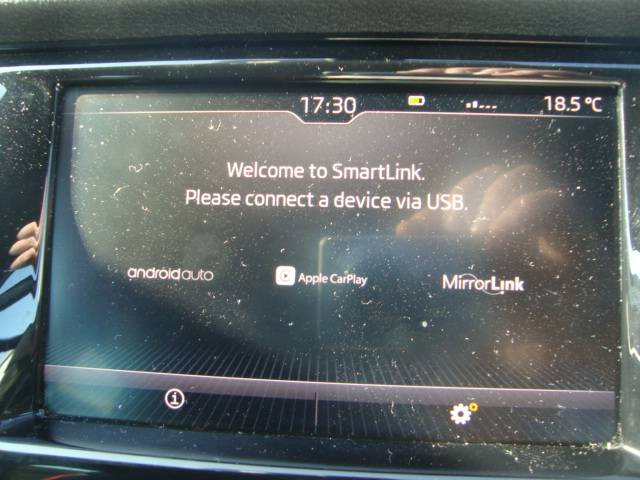 17:30 18.5 °C
Welcome to SmartLink.
Please connect a device via USB.
androidauto Apple CarPlay MirrorLink